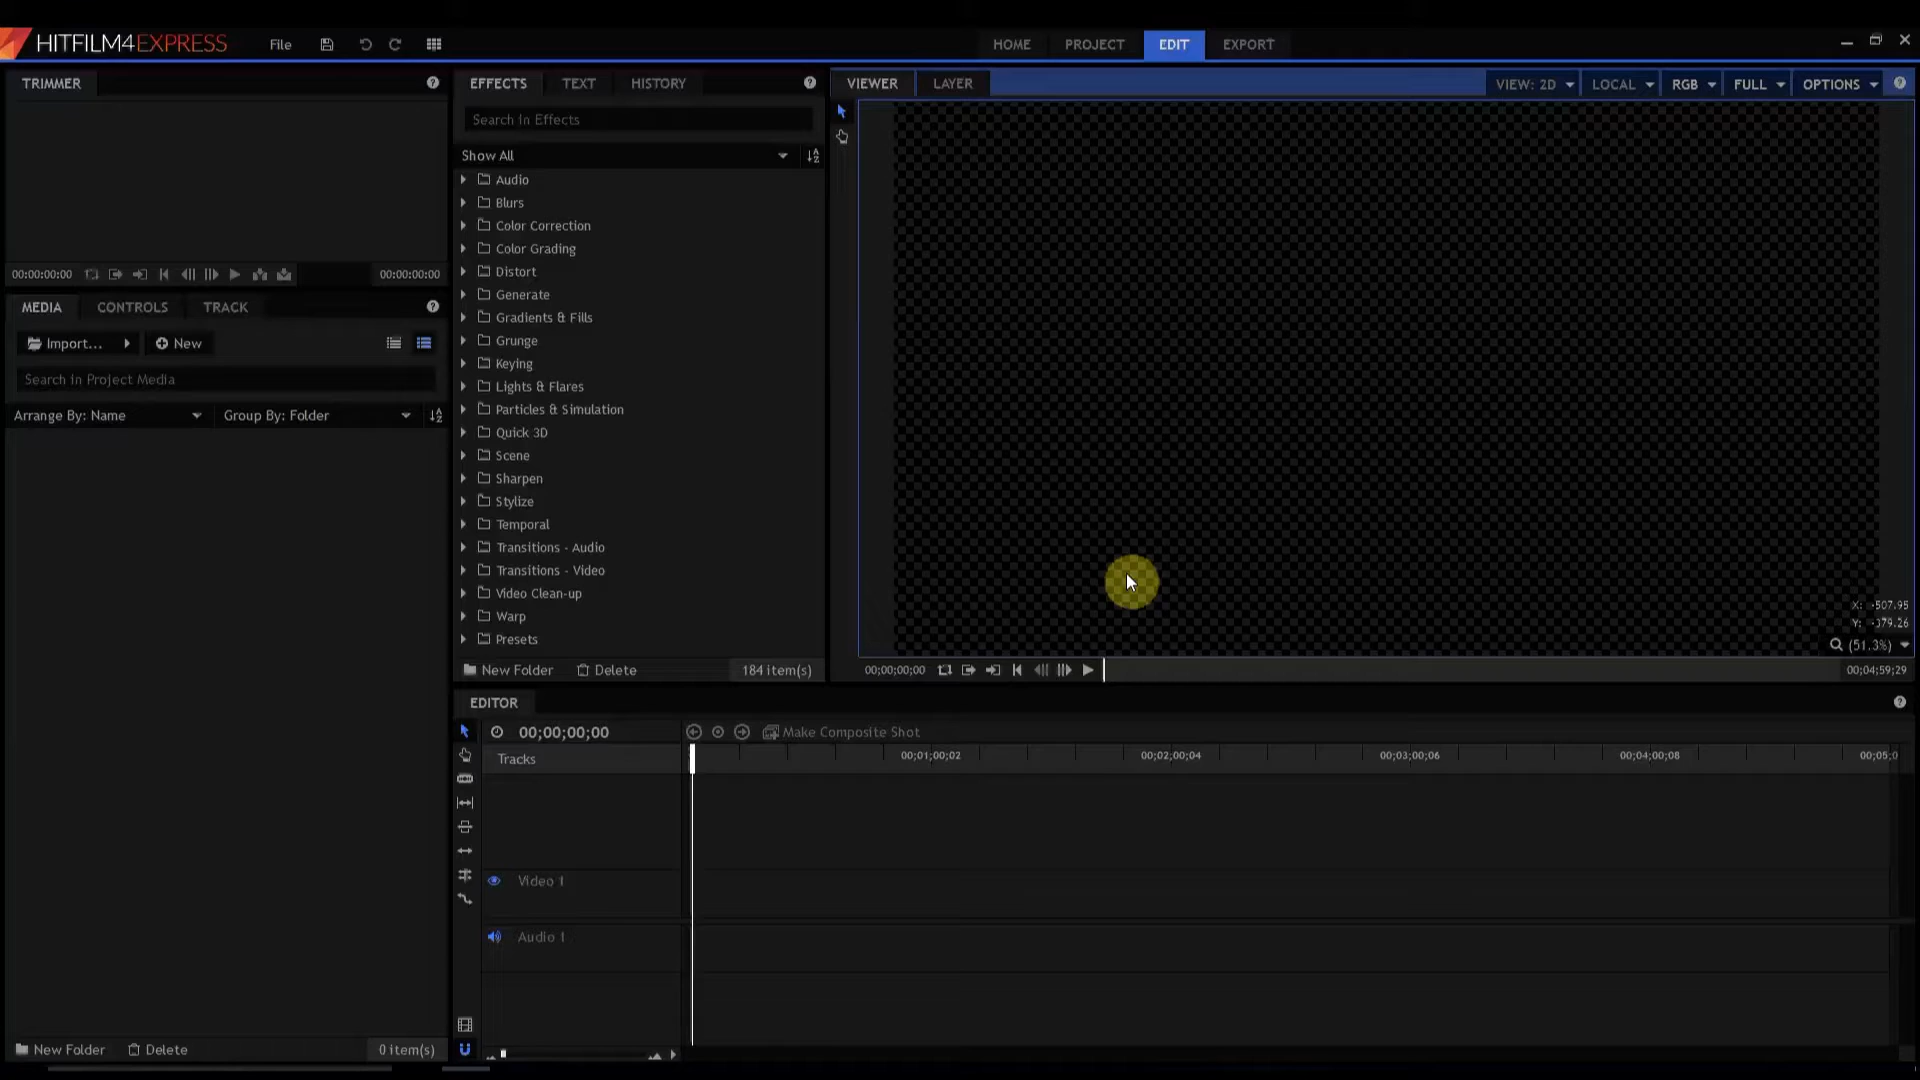 HITFILM4EXPRESS File HOME PROJECT EDIT EXPORT
TRIMMER
00:00:00:00 00:00:00:00
MEDIA CONTROLS TRACK
Import... New
Search in Project Media
Arrange By: Name Group By: Folder
New Folder Delete 0 item(s)
EFFECTS TEXT HISTORY
Search In Effects
Show All
Audio
Blurs
Color Correction
Color Grading
Distort
Generate
Gradients & Fills
Grunge
Keying
Lights & Flares
Particles & Simulation
Quick 3D
Scene
Sharpen
Stylize
Temporal
Transitions - Audio
Transitions - Video
Video Clean-up
Warp
Presets
New Folder Delete 184 item(s)
VIEWER LAYER VIEW: 2D LOCAL RGB FULL OPTIONS
X: -507.95
Y: -379.26
(51.3%)
00;00;00;00 00;04;59;29
EDITOR
00;00;00;00 Make Composite Shot
Tracks 00;01;00;02 00;02;00;04 00;03;00;06 00;04;00;08 00;05;0
Video 1
Audio 1